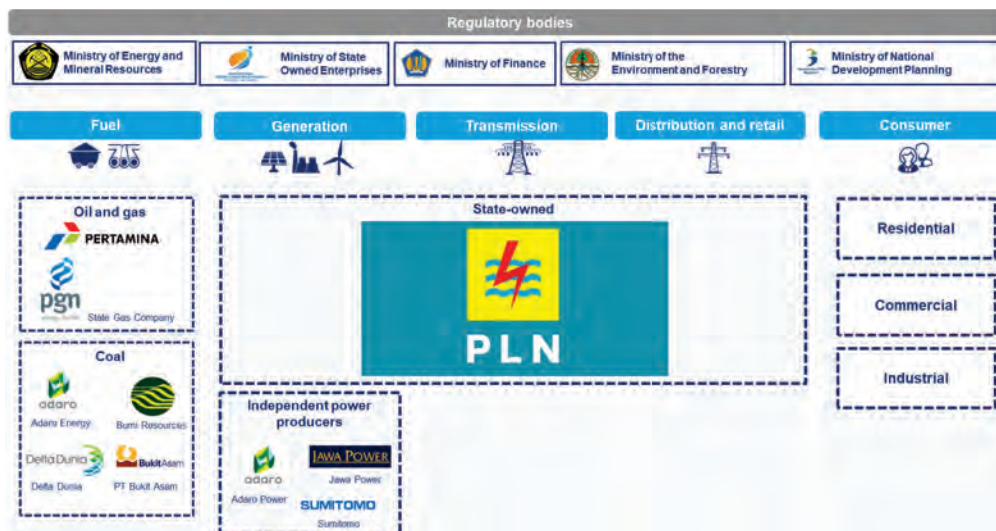 Regulatory bodies
Ministry of Energy and
Mineral Resources
Ministry of State
Owned Enterprises
Ministry of Finance
Ministry of the
Environment and Forestry
Ministry of National
Development Planning
Fuel
Generation
Transmission
Distribution and retail
Consumer
Oil and gas
PERTAMINA
pgn
State Gas Company
Coal
adaro
Adaro Energy
Bumi Resources
Delta Dunia
BukitAsam
Delta Dunia
PT Bukit Asam
State-owned
PLN
Independent power
producers
adaro
Adaro Power
JAWA POWER
Jawa Power
SUMITOMO
Sumitomo
Residential
Commercial
Industrial